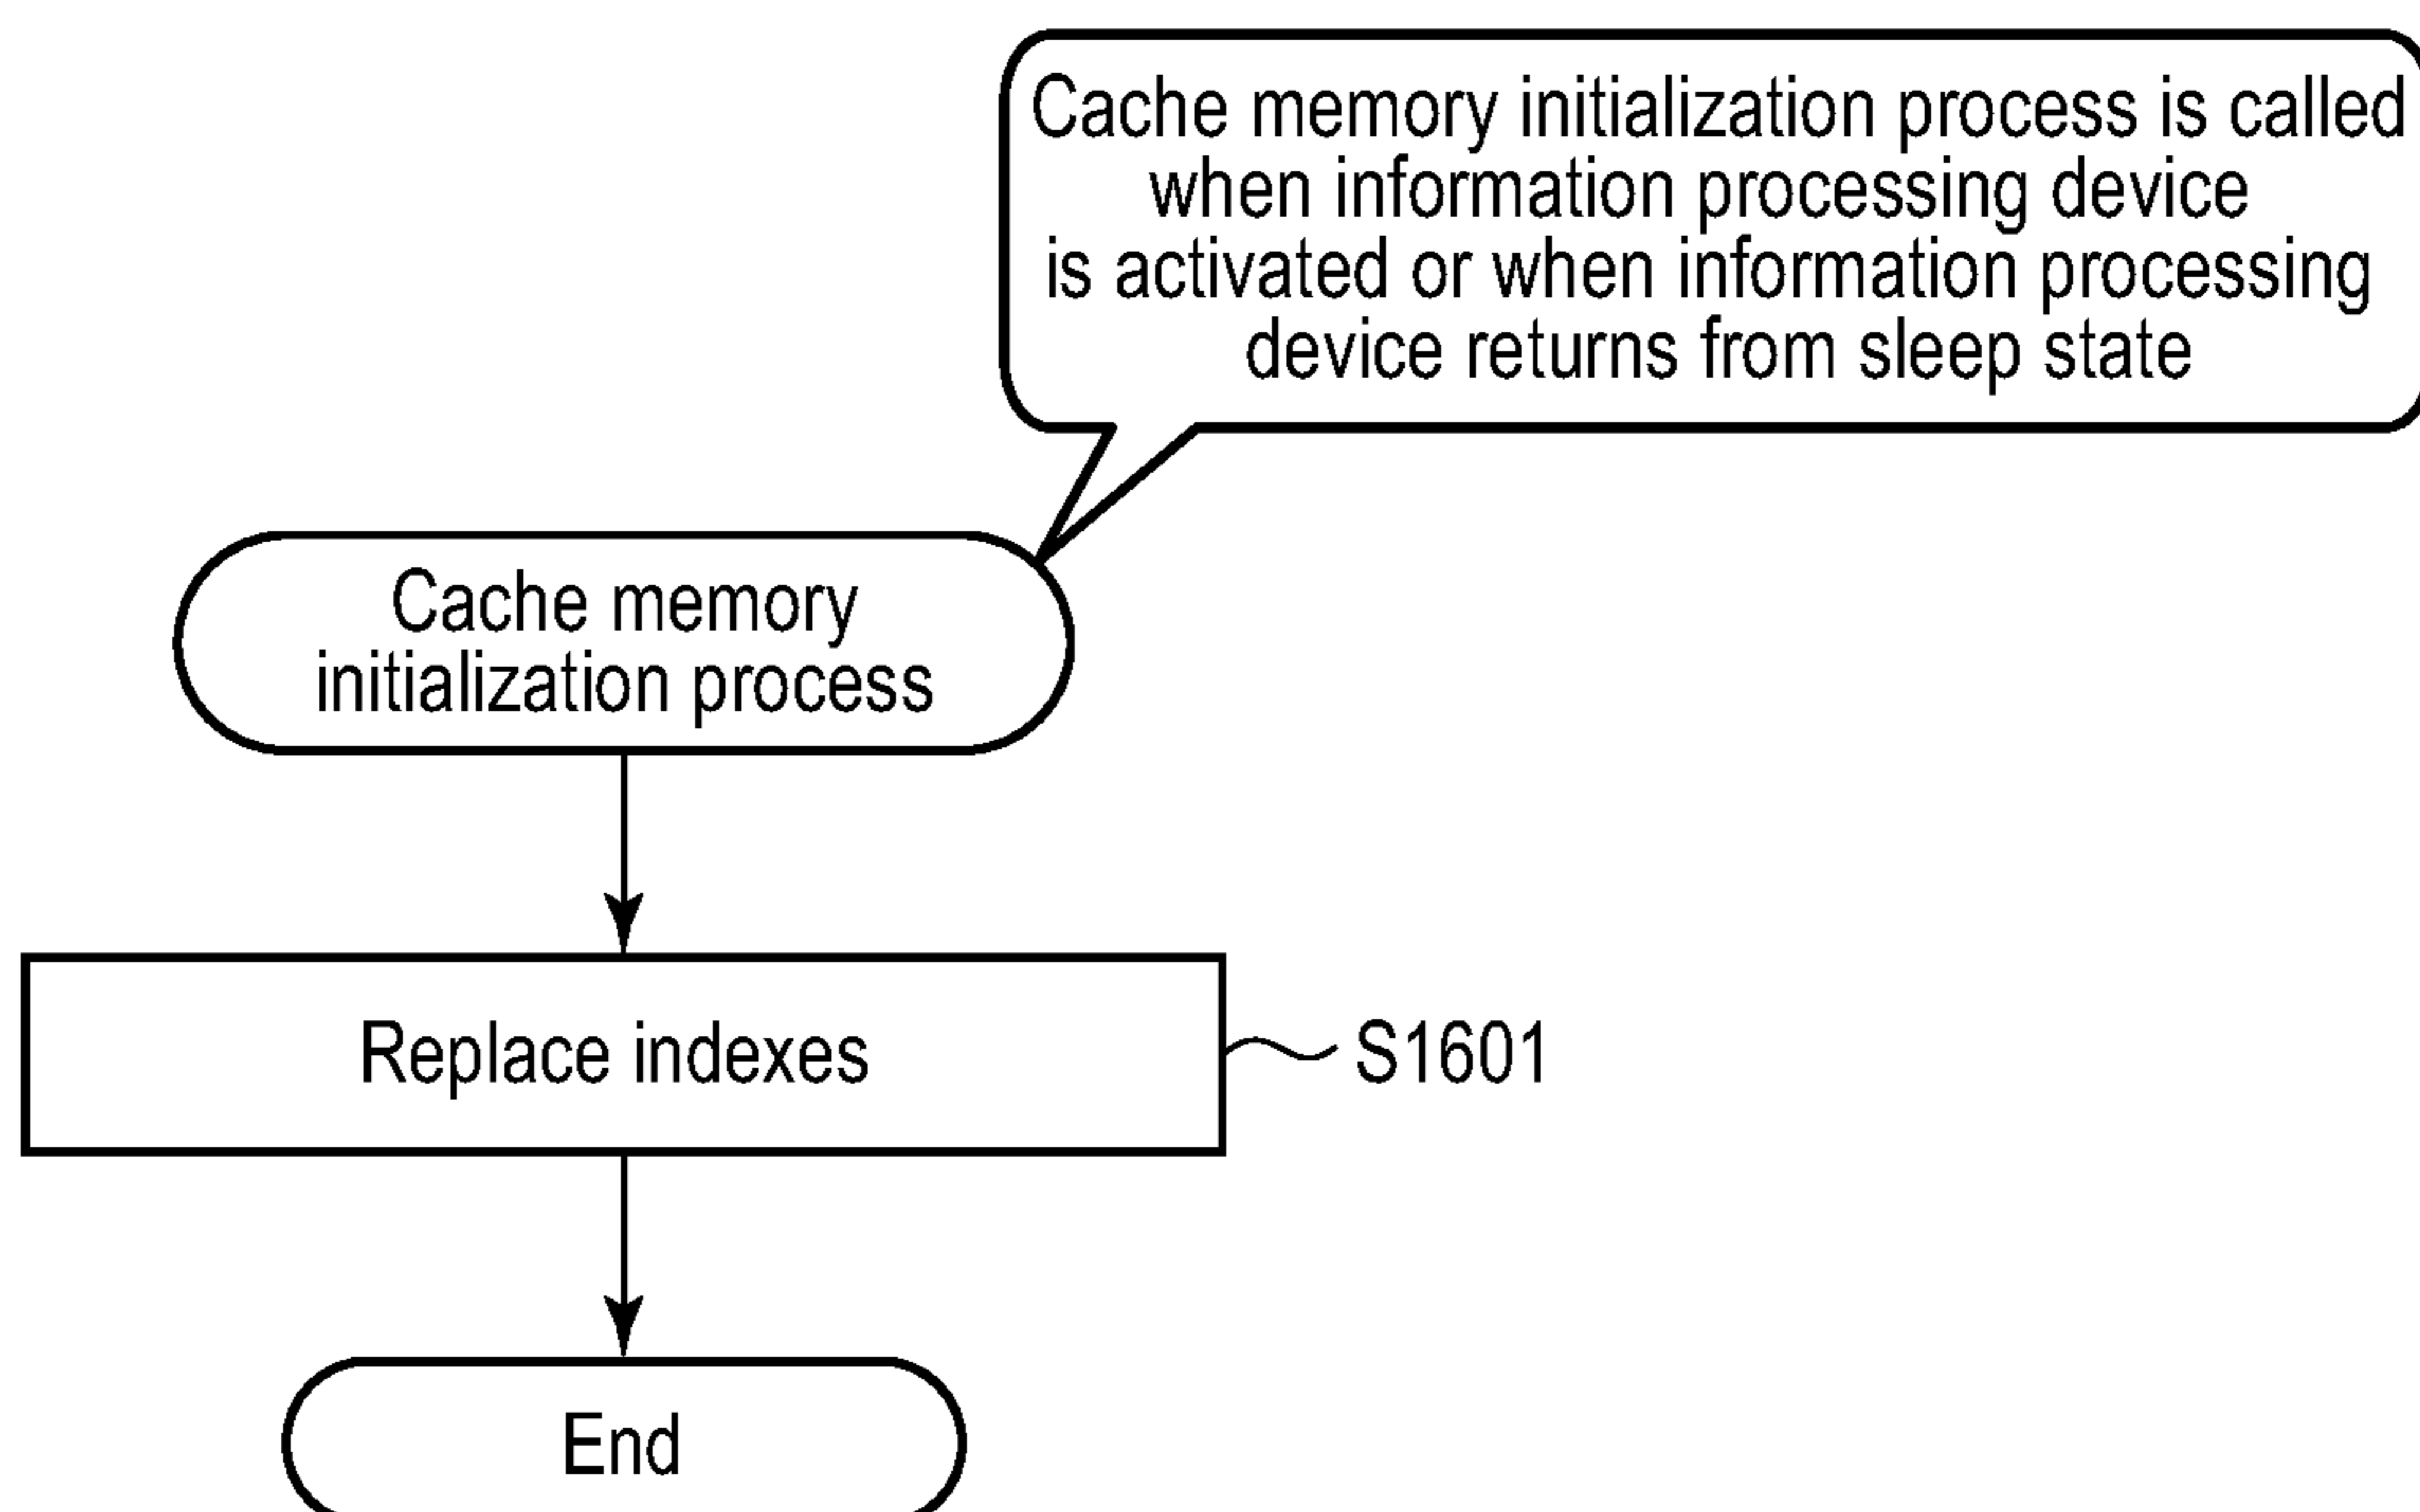 Cache memory initialization process is called
when information processing device
is activated or when information processing
device returns from sleep state
Cache memory
initialization process
Replace indexes
S1601
End